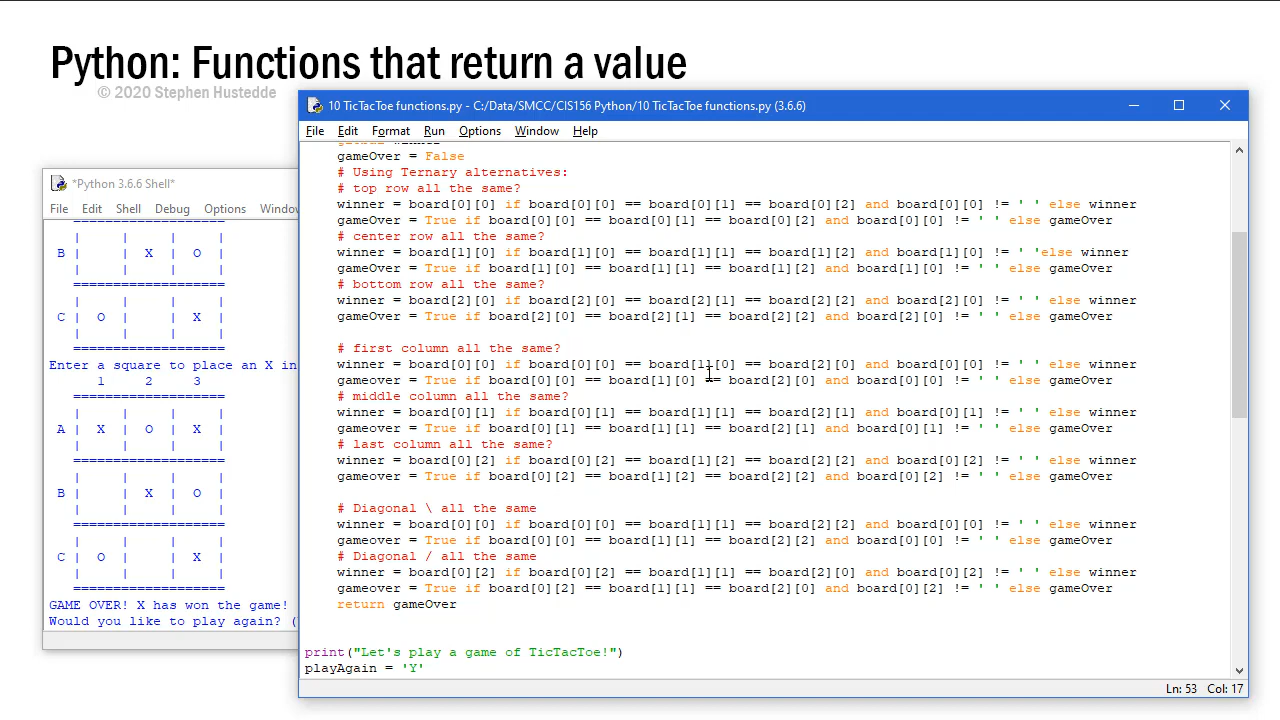 Python: Functions that return a value
© 2020 Stephen Hustedde
*Python 3.6.6 Shell*
File Edit Shell Debug Options Window
====================
| | | |
B | | X | O |
| | | |
====================
| | | |
C | O | | X |
| | | |
====================
Enter a square to place an X in
1 2 3
====================
| | | |
A | X | O | X |
| | | |
====================
| | | |
B | | X | O |
| | | |
====================
| | | |
C | O | | X |
| | | |
====================
GAME OVER! X has won the game!
Would you like to play again? (
10 TicTacToe functions.py - C:/Data/SMCC/CIS156 Python/10 TicTacToe functions.py (3.6.6)
File Edit Format Run Options Window Help
global winner
gameOver = False
# Using Ternary alternatives:
# top row all the same?
winner = board[0][0] if board[0][0] == board[0][1] == board[0][2] and board[0][0] != ' ' else winner
gameOver = True if board[0][0] == board[0][1] == board[0][2] and board[0][0] != ' ' else gameOver
# center row all the same?
winner = board[1][0] if board[1][0] == board[1][1] == board[1][2] and board[1][0] != ' 'else winner
gameOver = True if board[1][0] == board[1][1] == board[1][2] and board[1][0] != ' ' else gameOver
# bottom row all the same?
winner = board[2][0] if board[2][0] == board[2][1] == board[2][2] and board[2][0] != ' ' else winner
gameOver = True if board[2][0] == board[2][1] == board[2][2] and board[2][0] != ' ' else gameOver
# first column all the same?
winner = board[0][0] if board[0][0] == board[1][0] == board[2][0] and board[0][0] != ' ' else winner
gameover = True if board[0][0] == board[1][0] == board[2][0] and board[0][0] != ' ' else gameOver
# middle column all the same?
winner = board[0][1] if board[0][1] == board[1][1] == board[2][1] and board[0][1] != ' ' else winner
gameOver = True if board[0][1] == board[1][1] == board[2][1] and board[0][1] != ' ' else gameOver
# last column all the same?
winner = board[0][2] if board[0][2] == board[1][2] == board[2][2] and board[0][2] != ' ' else winner
gameOver = True if board[0][2] == board[1][2] == board[2][2] and board[0][2] != ' ' else gameOver
# Diagonal \ all the same
winner = board[0][0] if board[0][0] == board[1][1] == board[2][2] and board[0][0] != ' ' else winner
gameover = True if board[0][0] == board[1][1] == board[2][2] and board[0][0] != ' ' else gameOver
# Diagonal / all the same
winner = board[0][2] if board[0][2] == board[1][1] == board[2][0] and board[0][2] != ' ' else winner
gameover = True if board[0][2] == board[1][1] == board[2][0] and board[0][2] != ' ' else gameOver
return gameOver
print("Let's play a game of TicTacToe!")
playAgain = 'Y'
Ln: 53 Col: 17